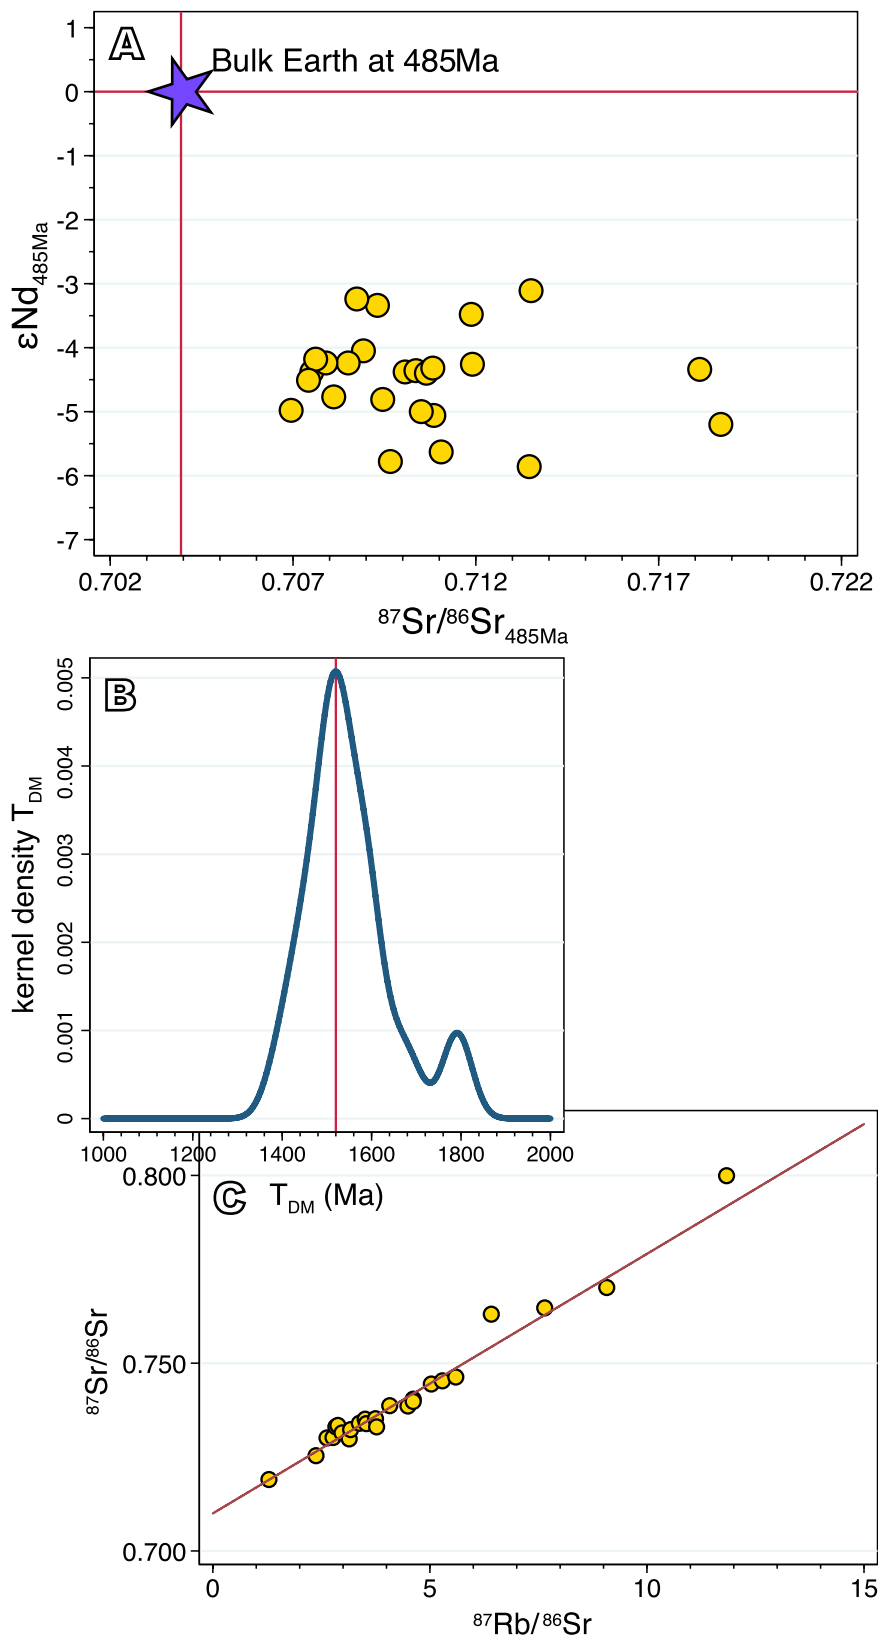 A
Bulk Earth at 485Ma
1
0
-1
-2
-3
-4
-5
-6
-7
εNd485Ma
0.702 0.707 0.712 0.717 0.722
87Sr/86Sr485Ma
B
0.005
0.004
0.003
0.002
0.001
0
kernel density TDM
1000 1200 1400 1600 1800 2000
TDM (Ma)
C
0.800
0.750
0.700
87Sr/86Sr
0 5 10 15
87Rb/86Sr